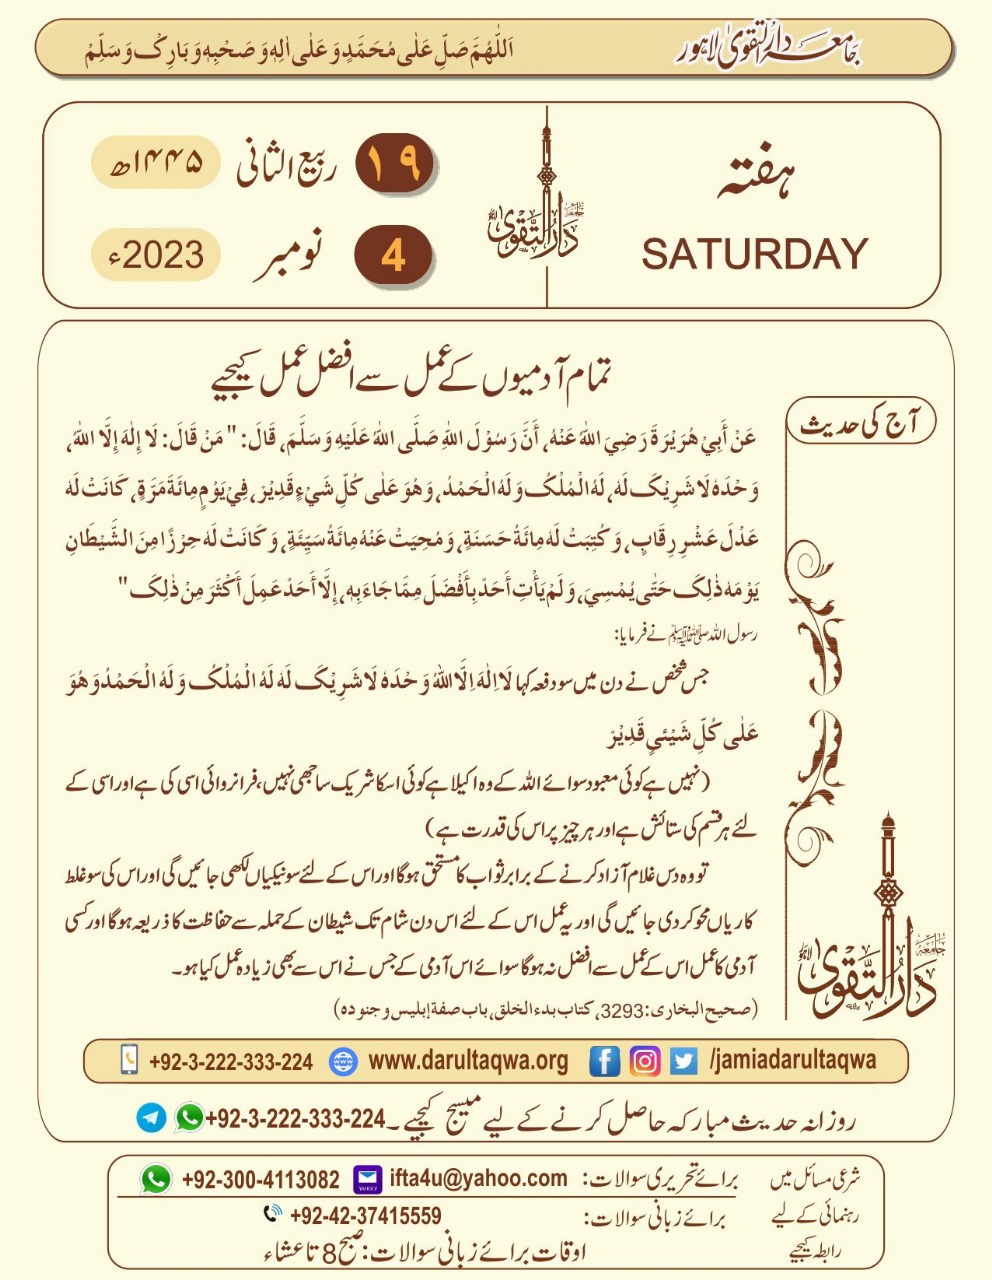 جامعہ دارالتقویٰ لاہور
اَللّٰهُمَّ صَلِّ عَلٰى مُحَمَّدٍ وَعَلٰى اٰلِهٖ وَصَحْبِهٖ وَبَارِكْ وَسَلِّمْ
ہفتہ
SATURDAY
جامعہ دارالتقویٰ لاہور
۱۹ ربیع الثانی ۱۴۴۵ھ
4 نومبر 2023ء
تمام آدمیوں کے عمل سے افضل عمل کیجیے
آج کی حدیث
عَنْ أَبِيْ هُرَيْرَةَ رَضِيَ اللهُ عَنْهُ، أَنَّ رَسُوْلَ اللهِ صَلَّى اللهُ عَلَيْهِ وَسَلَّمَ، قَالَ: "مَنْ قَالَ: لَا إِلٰهَ إِلَّا اللهُ،
وَحْدَهٗ لَا شَرِيْكَ لَهٗ، لَهُ الْمُلْكُ وَلَهُ الْحَمْدُ، وَهُوَ عَلٰى كُلِّ شَيْءٍ قَدِيْرٌ، فِيْ يَوْمٍ مِائَةَ مَرَّةٍ، كَانَتْ لَهٗ
عَدْلَ عَشْرِ رِقَابٍ، وَكُتِبَتْ لَهٗ مِائَةُ حَسَنَةٍ، وَمُحِيَتْ عَنْهُ مِائَةُ سَيِّئَةٍ، وَكَانَتْ لَهٗ حِرْزًا مِنَ الشَّيْطَانِ
يَوْمَهٗ ذٰلِكَ حَتّٰى يُمْسِيَ، وَلَمْ يَأْتِ أَحَدٌ بِأَفْضَلَ مِمَّا جَاءَ بِهٖ، إِلَّا أَحَدٌ عَمِلَ أَكْثَرَ مِنْ ذٰلِكَ"
رسول اللہ ﷺ نے فرمایا:
جس شخص نے دن میں سو دفعہ کہا لَا اِلٰهَ اِلَّا اللهُ وَحْدَهٗ لَا شَرِيْكَ لَهٗ لَهُ الْمُلْكُ وَلَهُ الْحَمْدُ وَهُوَ
عَلٰى كُلِّ شَيْئٍ قَدِيْرٌ
(نہیں ہے کوئی معبود سوائے اللہ کے وہ اکیلا ہے کوئی اسکا شریک ساجھی نہیں، فرانروائی اسی کی ہے اور اسی کے
لئے ہر قسم کی ستائش ہے اور ہر چیز پر اس کی قدرت ہے)
تو وہ دس غلام آزاد کرنے کے برابر ثواب کا مستحق ہوگا اور اس کے لئے سو نیکیاں لکھی جائیں گی اور اس کی سو غلط
کاریاں محو کردی جائیں گی اور یہ عمل اس کے لئے اس دن شام تک شیطان کے حملہ سے حفاظت کا ذریعہ ہوگا اور کسی
آدمی کا عمل اس کے عمل سے افضل نہ ہوگا سوائے اس آدمی کے جس نے اس سے بھی زیادہ عمل کیا ہو۔
(صحیح البخاری: 3293، کتاب بدء الخلق، باب صفة إبليس وجنوده)
جامعہ دارالتقویٰ لاہور
+92-3-222-333-224 www.darultaqwa.org /jamiadarultaqwa
روزانہ حدیث مبارکہ حاصل کرنے کے لیے میسج کیجیے۔ +92-3-222-333-224
شرعی مسائل میں
رہنمائی کے لیے
رابطہ کیجیے
برائے تحریری سوالات: ifta4u@yahoo.com +92-300-4113082
برائے زبانی سوالات: +92-42-37415559
اوقات برائے زبانی سوالات: صبح 8 تا عشاء